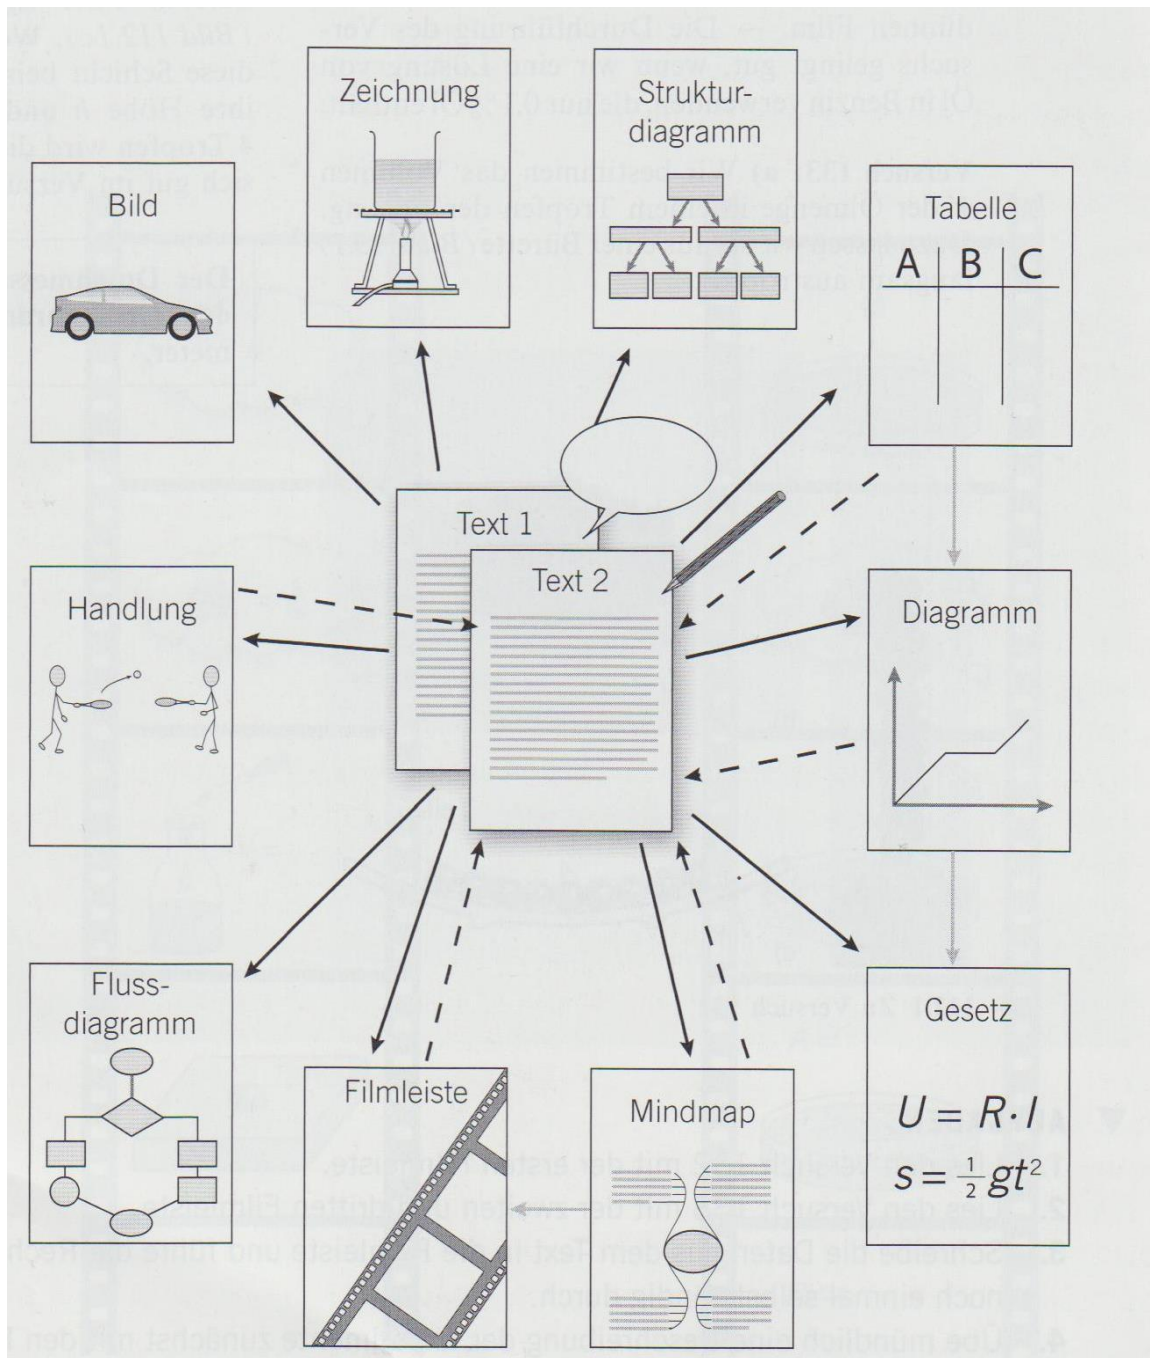 Zeichnung
Struktur-
diagramm
Bild
Tabelle
A B C
Text 1
Text 2
Handlung
Diagramm
Fluss-
diagramm
Filmleiste
Mindmap
Gesetz
U = R · I
s = ½ gt²